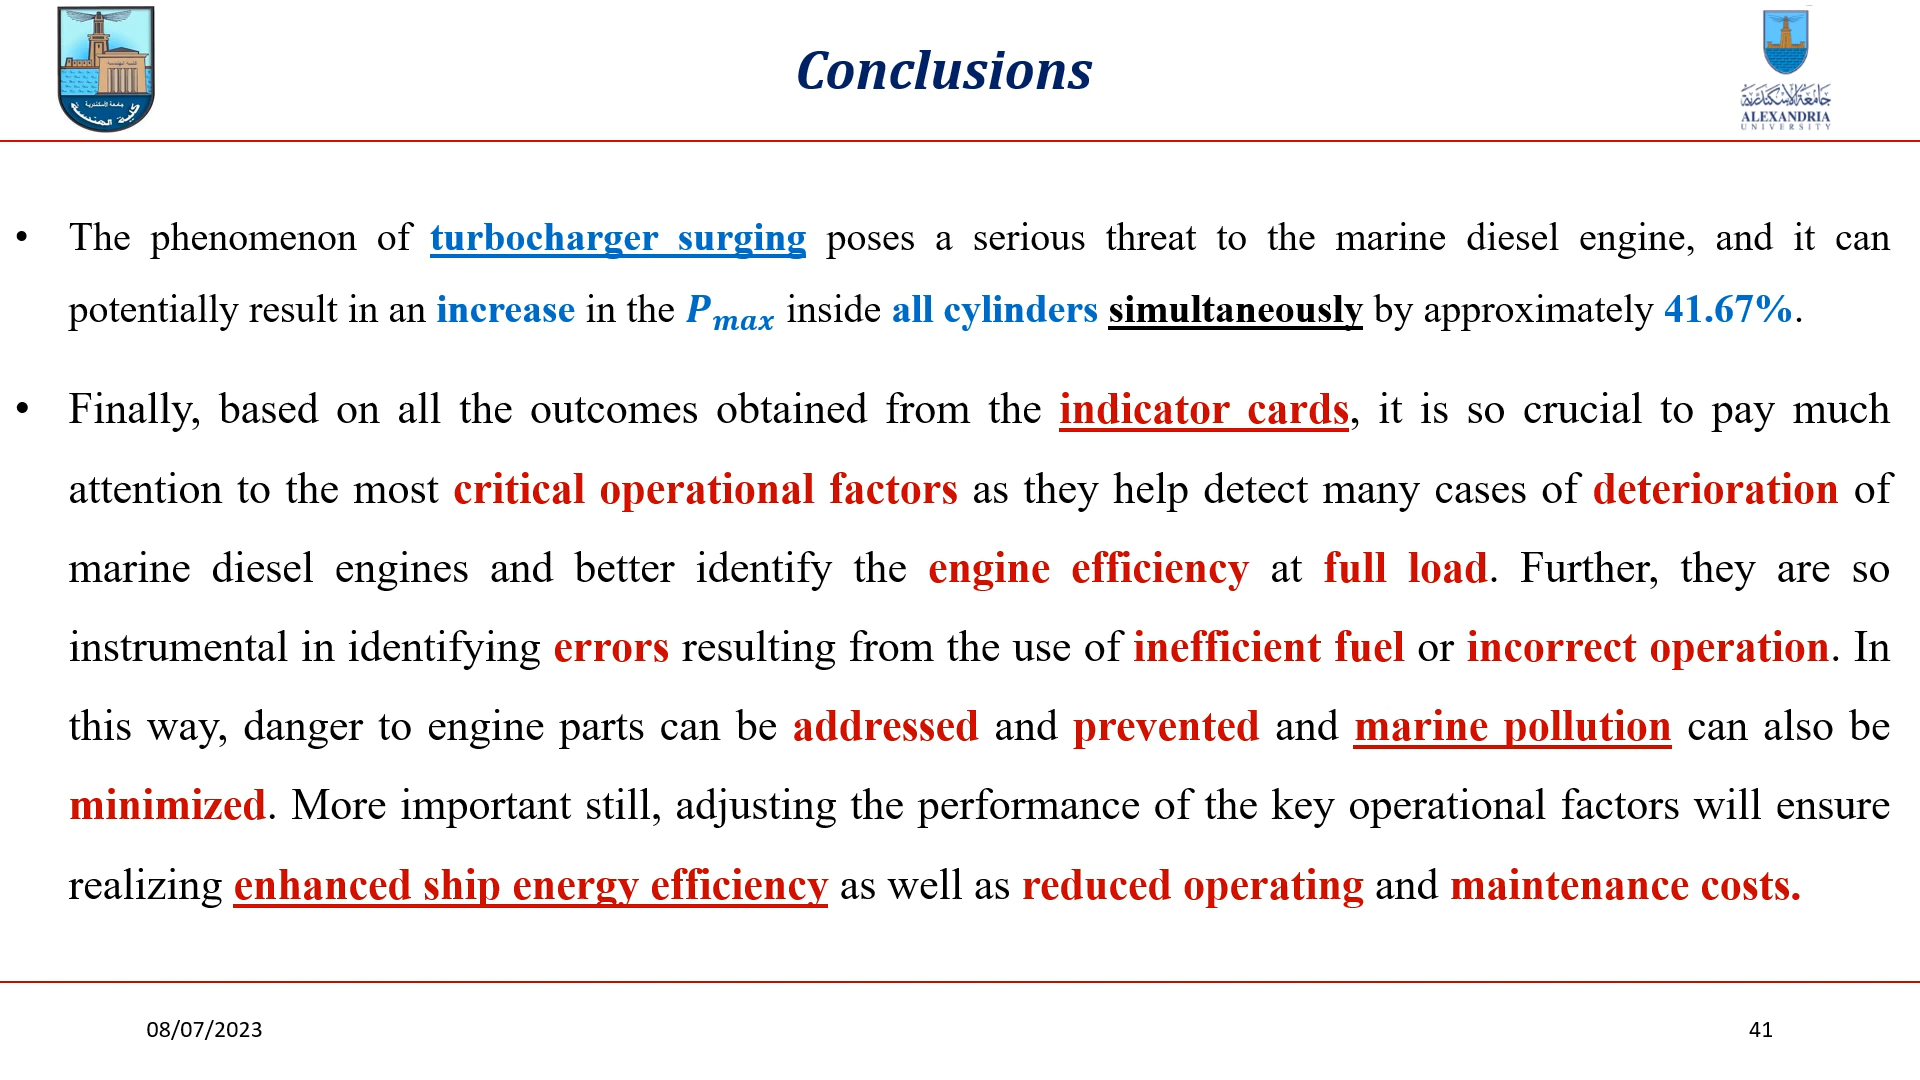 Conclusions
كلية الهندسة
جامعة الأسكندرية
جامعة الإسكندرية
ALEXANDRIA
UNIVERSITY
• The phenomenon of turbocharger surging poses a serious threat to the marine diesel engine, and it can
potentially result in an increase in the P_max inside all cylinders simultaneously by approximately 41.67%.
• Finally, based on all the outcomes obtained from the indicator cards, it is so crucial to pay much
attention to the most critical operational factors as they help detect many cases of deterioration of
marine diesel engines and better identify the engine efficiency at full load. Further, they are so
instrumental in identifying errors resulting from the use of inefficient fuel or incorrect operation. In
this way, danger to engine parts can be addressed and prevented and marine pollution can also be
minimized. More important still, adjusting the performance of the key operational factors will ensure
realizing enhanced ship energy efficiency as well as reduced operating and maintenance costs.
08/07/2023
41